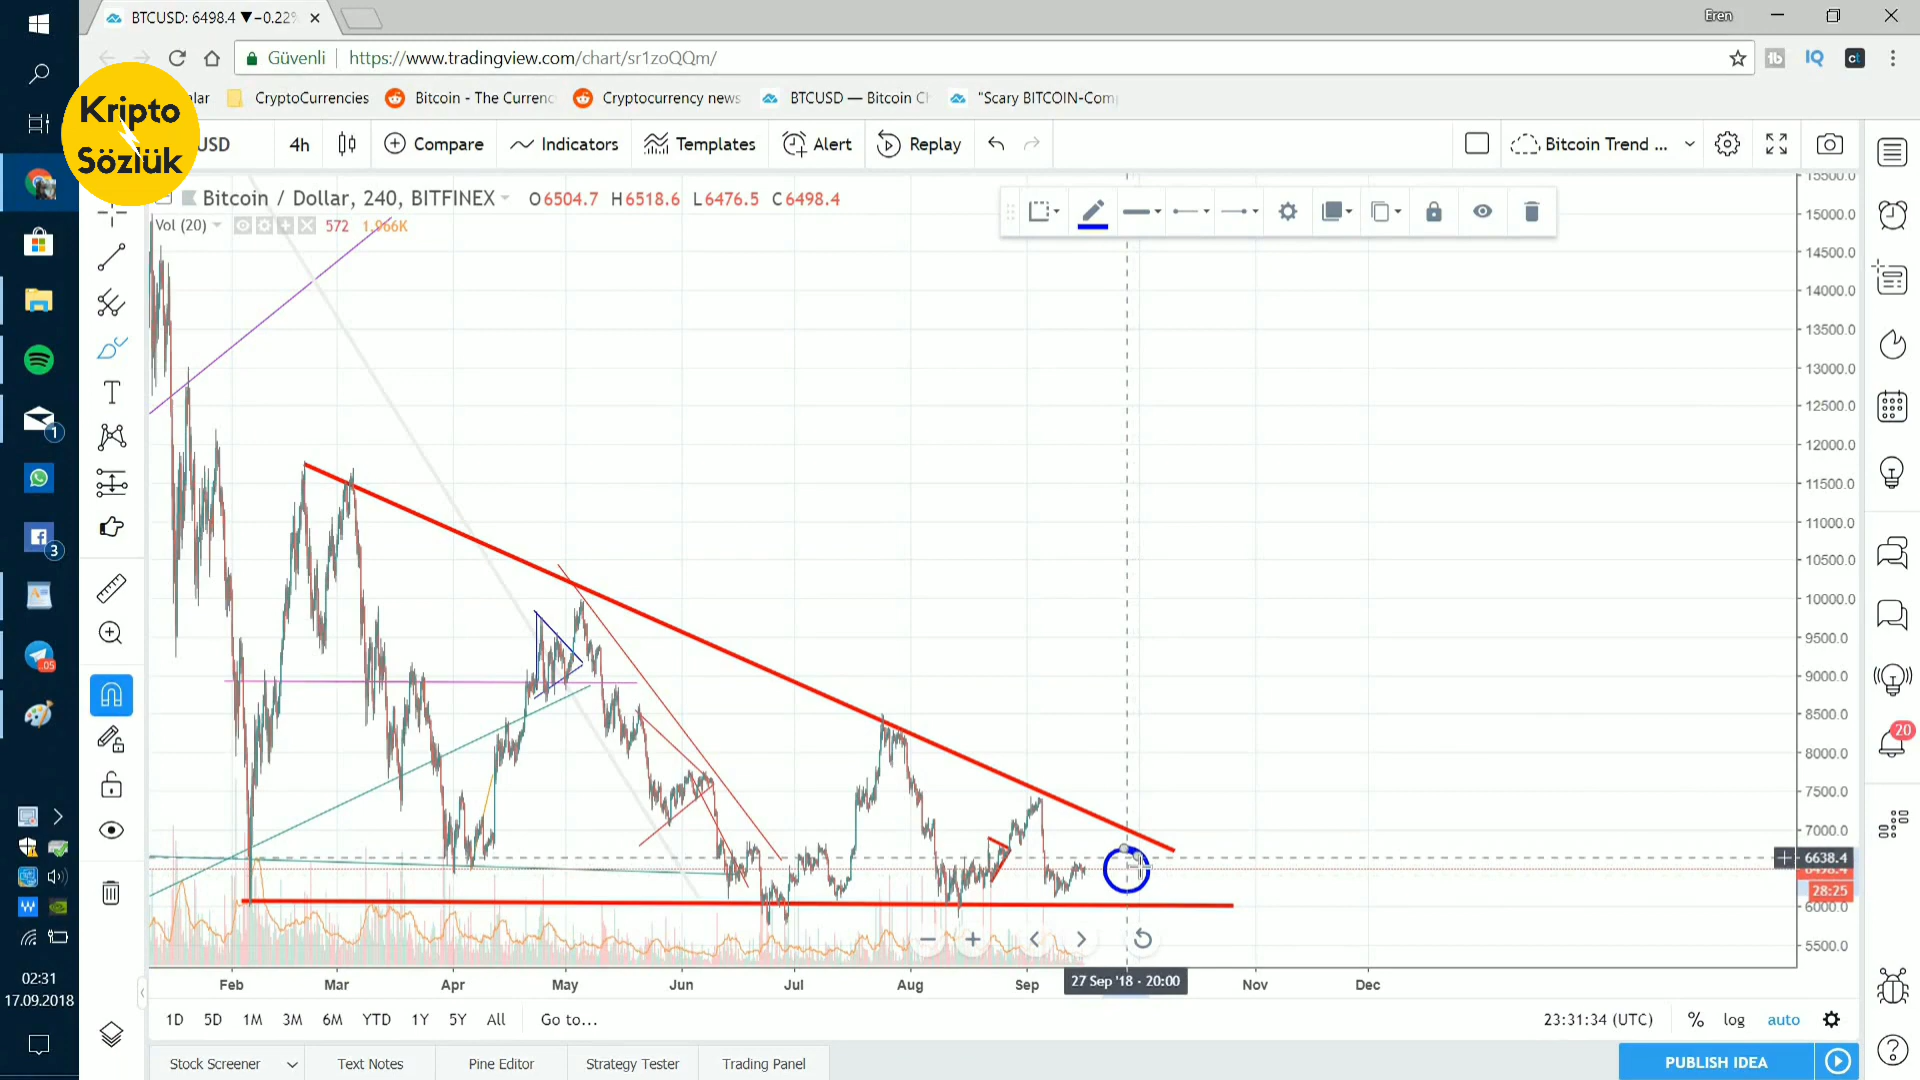 BTCUSD: 6498.4 ▼−0.22%
Eren
Güvenli
https://www.tradingview.com/chart/sr1zoQQm/
Kripto
Sözlük
lar
CryptoCurrencies
Bitcoin - The Currenc
Cryptocurrency news
BTCUSD — Bitcoin Ch
"Scary BITCOIN-Com
USD
4h
Compare
Indicators
Templates
Alert
Replay
Bitcoin Trend ...
Bitcoin / Dollar, 240, BITFINEX
O6504.7 H6518.6 L6476.5 C6498.4
Vol (20)
572
1.966K
15500.0
15000.0
14500.0
14000.0
13500.0
13000.0
12500.0
12000.0
11500.0
11000.0
10500.0
10000.0
9500.0
9000.0
8500.0
8000.0
7500.0
7000.0
6638.4
6498.4
28:25
6000.0
5500.0
1
3
.05
20
02:31
17.09.2018
Feb
Mar
Apr
May
Jun
Jul
Aug
Sep
27 Sep '18 - 20:00
Nov
Dec
1D 5D 1M 3M 6M YTD 1Y 5Y All Go to...
23:31:34 (UTC)
%
log
auto
Stock Screener
Text Notes
Pine Editor
Strategy Tester
Trading Panel
PUBLISH IDEA